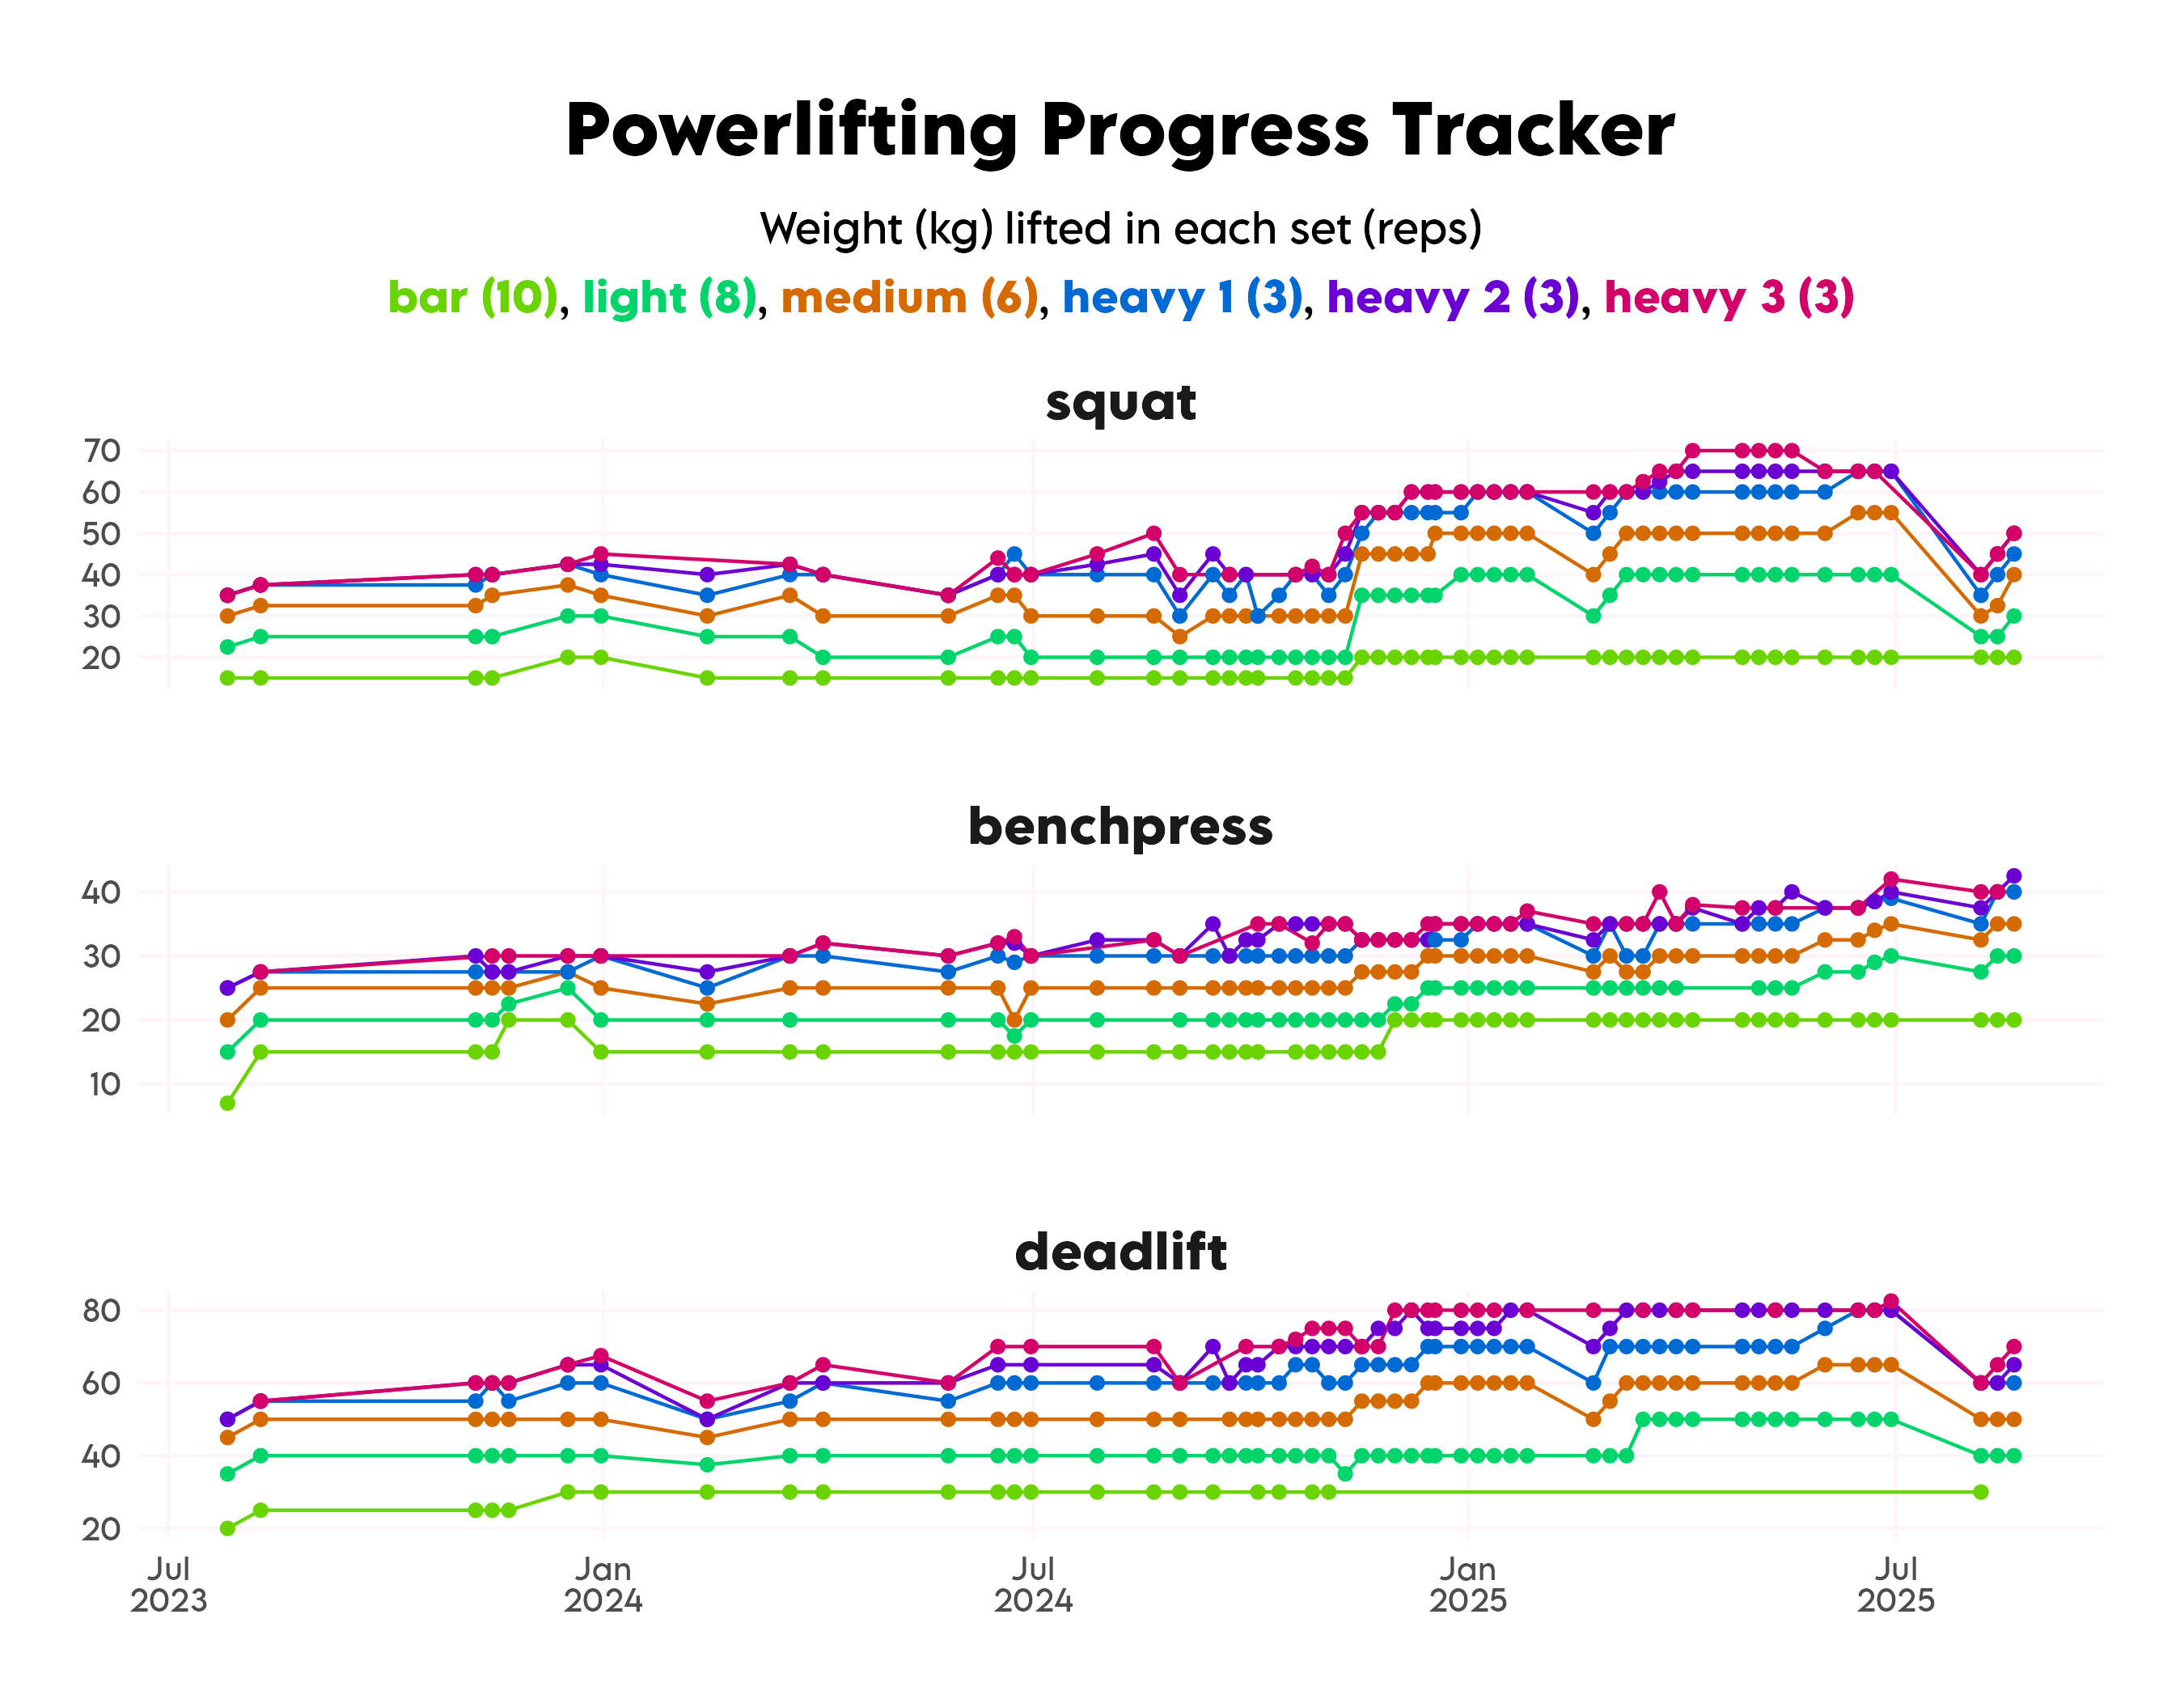 Powerlifting Progress Tracker
Weight (kg) lifted in each set (reps)
bar (10), light (8), medium (6), heavy 1 (3), heavy 2 (3), heavy 3 (3)
squat
70
60
50
40
30
20
benchpress
40
30
20
10
deadlift
80
60
40
20
Jul Jan Jul Jan Jul
2023 2024 2024 2025 2025